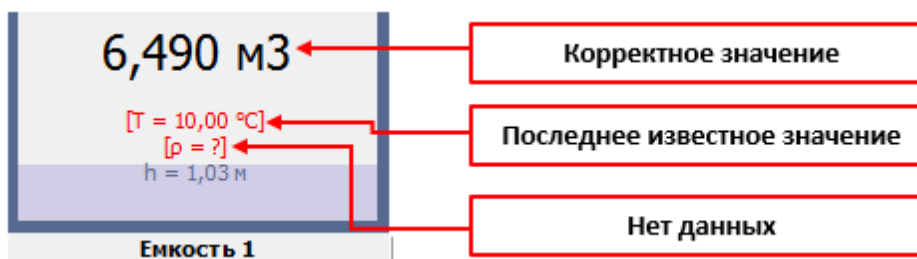 6,490 м3
[T = 10,00 °C]
[ρ = ?]
h = 1,03 м
Емкость 1
Корректное значение
Последнее известное значение
Нет данных